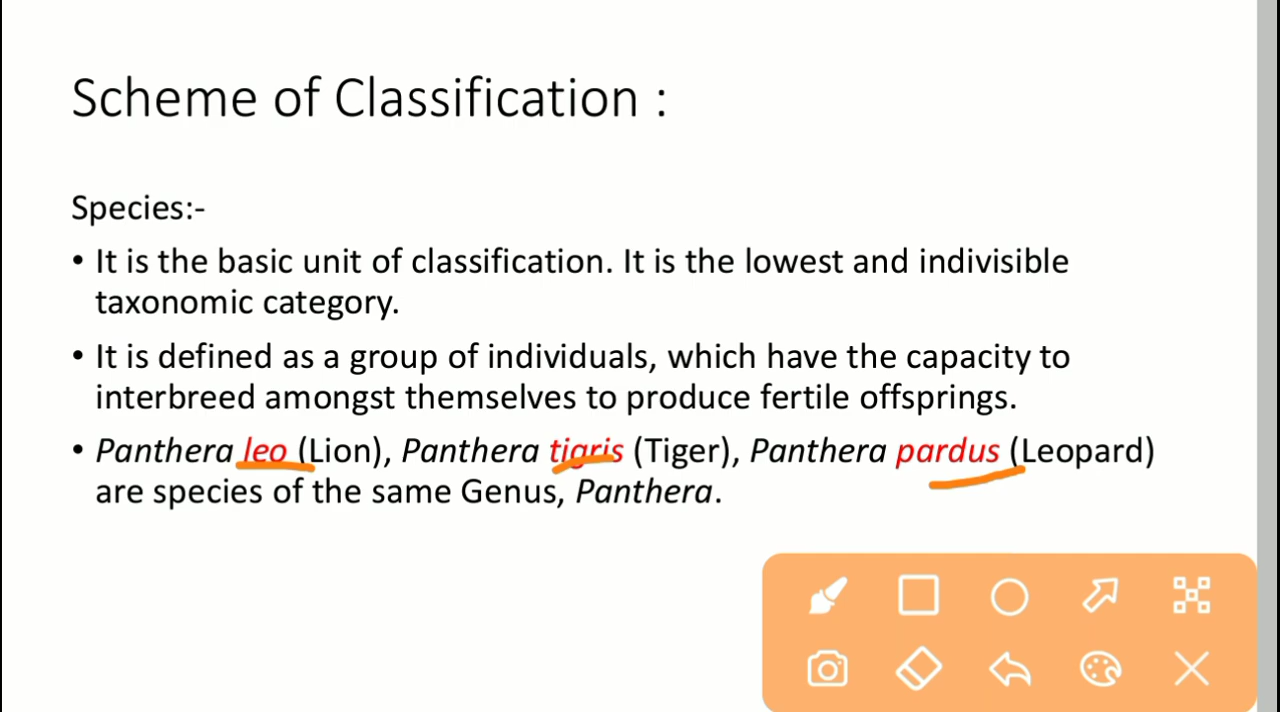 Scheme of Classification :
Species:-
• It is the basic unit of classification. It is the lowest and indivisible
taxonomic category.
• It is defined as a group of individuals, which have the capacity to
interbreed amongst themselves to produce fertile offsprings.
• Panthera leo (Lion), Panthera tigris (Tiger), Panthera pardus (Leopard)
are species of the same Genus, Panthera.